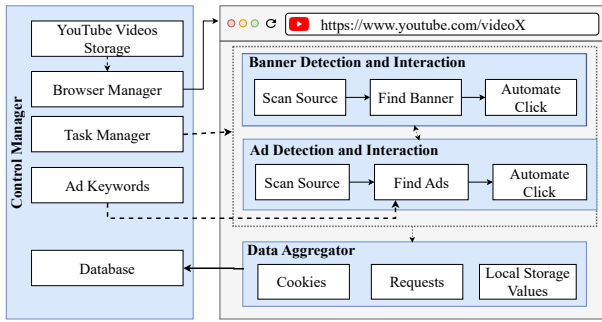 Control Manager
YouTube Videos
Storage
Browser Manager
Task Manager
Ad Keywords
Database
https://www.youtube.com/videoX
Banner Detection and Interaction
Scan Source
Find Banner
Automate
Click
Ad Detection and Interaction
Scan Source
Find Ads
Automate
Click
Data Aggregator
Cookies
Requests
Local Storage
Values